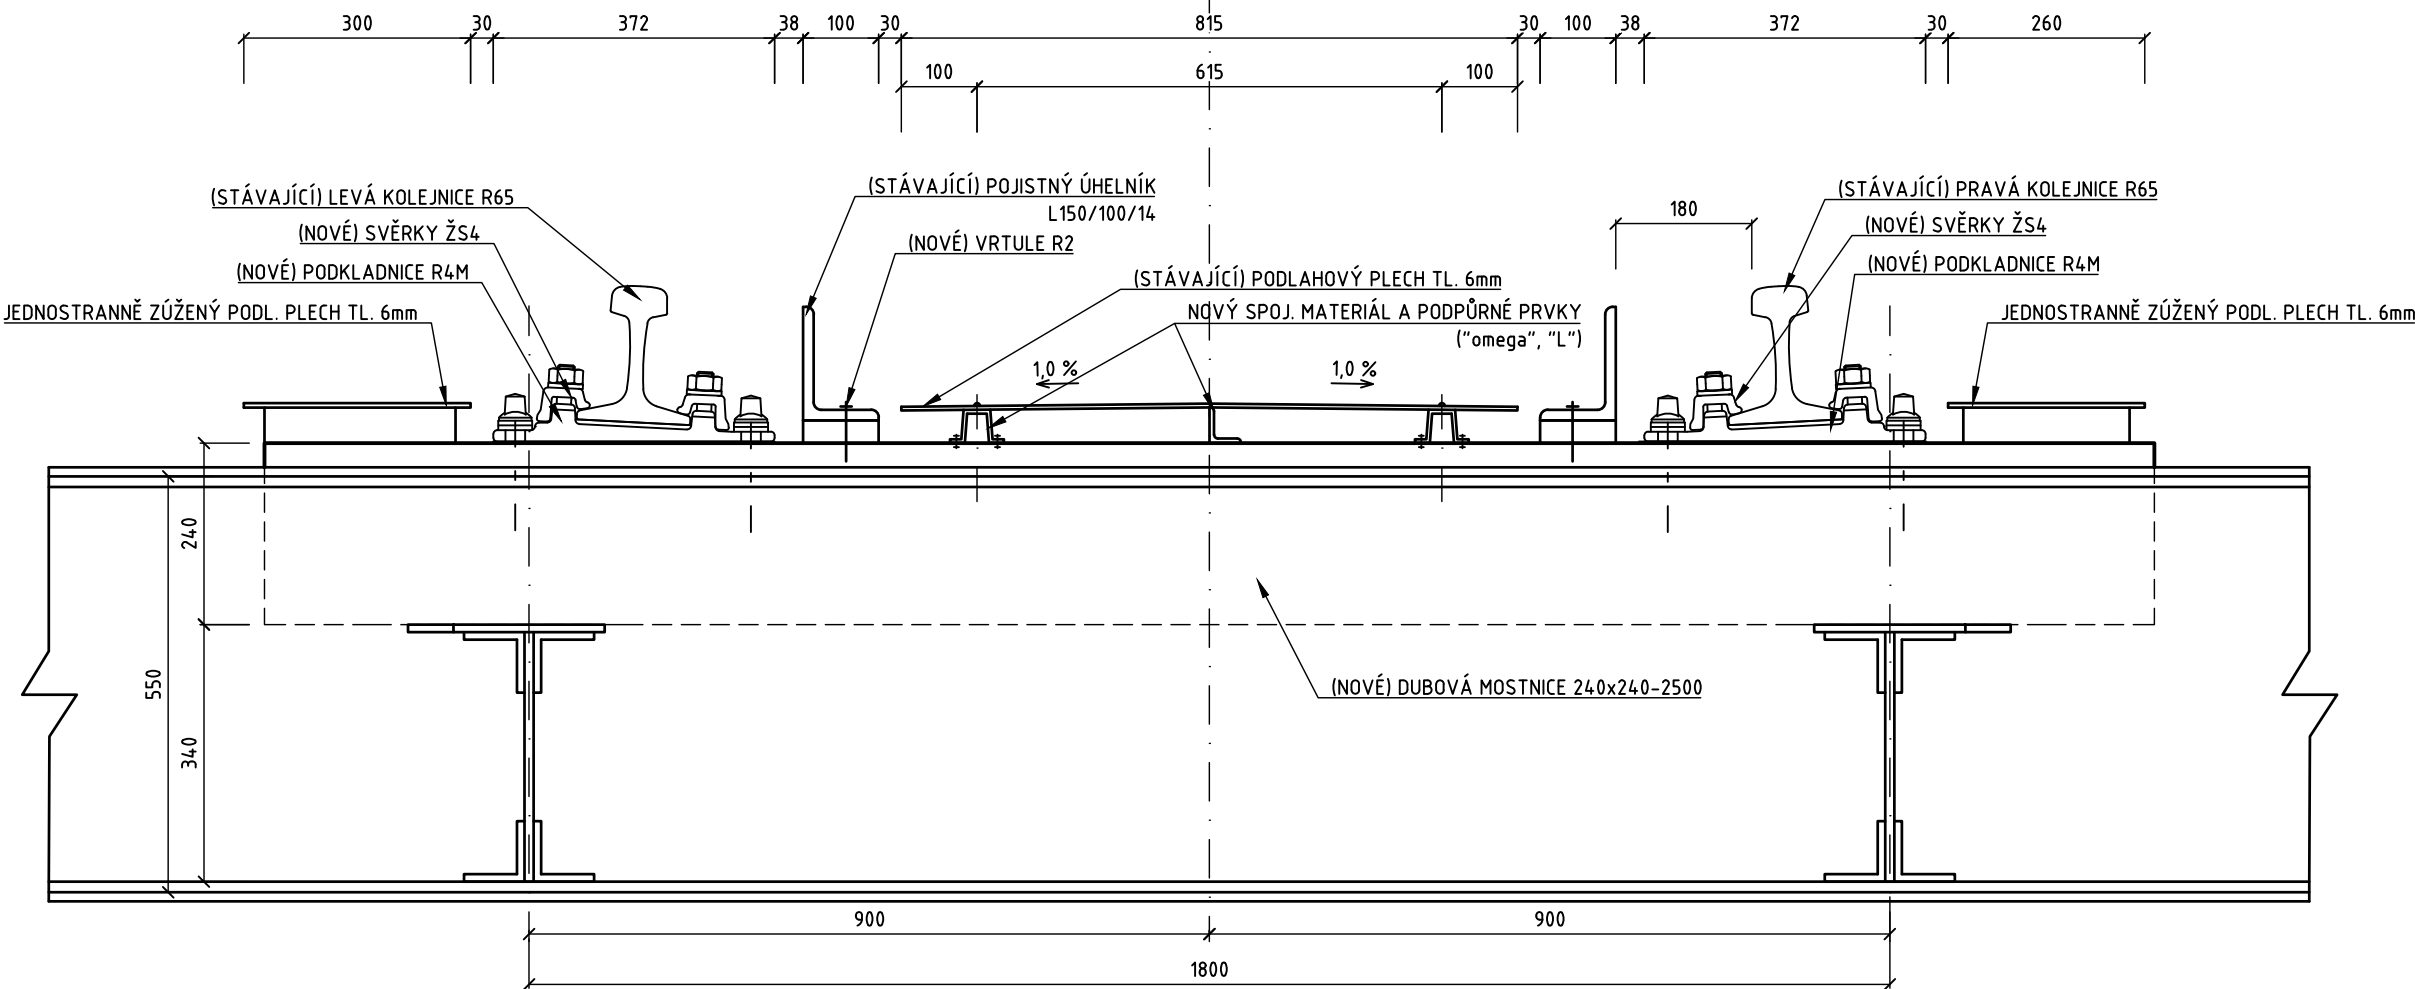 300 30 372 38 100 30 815 30 100 38 372 30 260
100 615 100
(STÁVAJÍCÍ) LEVÁ KOLEJNICE R65
(NOVÉ) SVĚRKY ŽS4
(NOVÉ) PODKLADNICE R4M
JEDNOSTRANNĚ ZÚŽENÝ PODL. PLECH TL. 6mm
(STÁVAJÍCÍ) POJISTNÝ ÚHELNÍK
L150/100/14
(NOVÉ) VRTULE R2
(STÁVAJÍCÍ) PODLAHOVÝ PLECH TL. 6mm
NOVÝ SPOJ. MATERIÁL A PODPŮRNÉ PRVKY
("omega", "L")
1,0 % 1,0 %
180
(STÁVAJÍCÍ) PRAVÁ KOLEJNICE R65
(NOVÉ) SVĚRKY ŽS4
(NOVÉ) PODKLADNICE R4M
JEDNOSTRANNĚ ZÚŽENÝ PODL. PLECH TL. 6mm
240
550
340
(NOVÉ) DUBOVÁ MOSTNICE 240x240-2500
900 900
1800